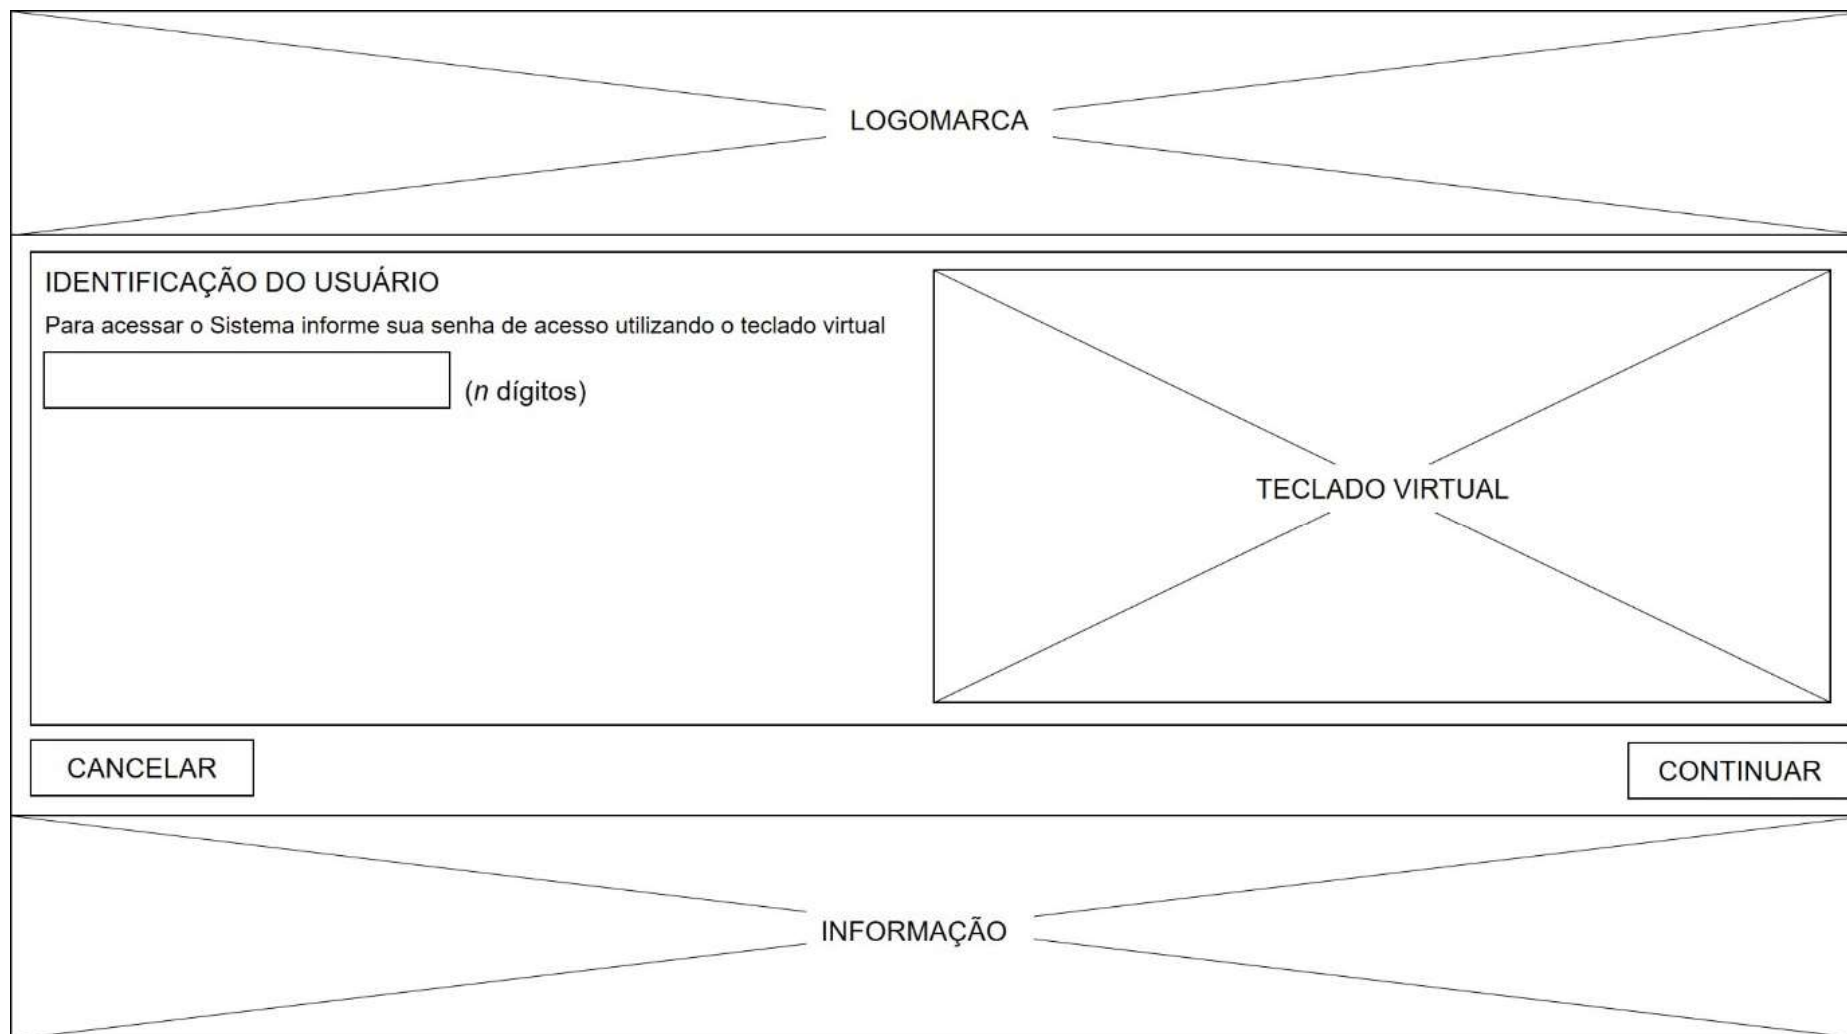 LOGOMARCA
IDENTIFICAÇÃO DO USUÁRIO
Para acessar o Sistema informe sua senha de acesso utilizando o teclado virtual
(n dígitos)
TECLADO VIRTUAL
CANCELAR
CONTINUAR
INFORMAÇÃO